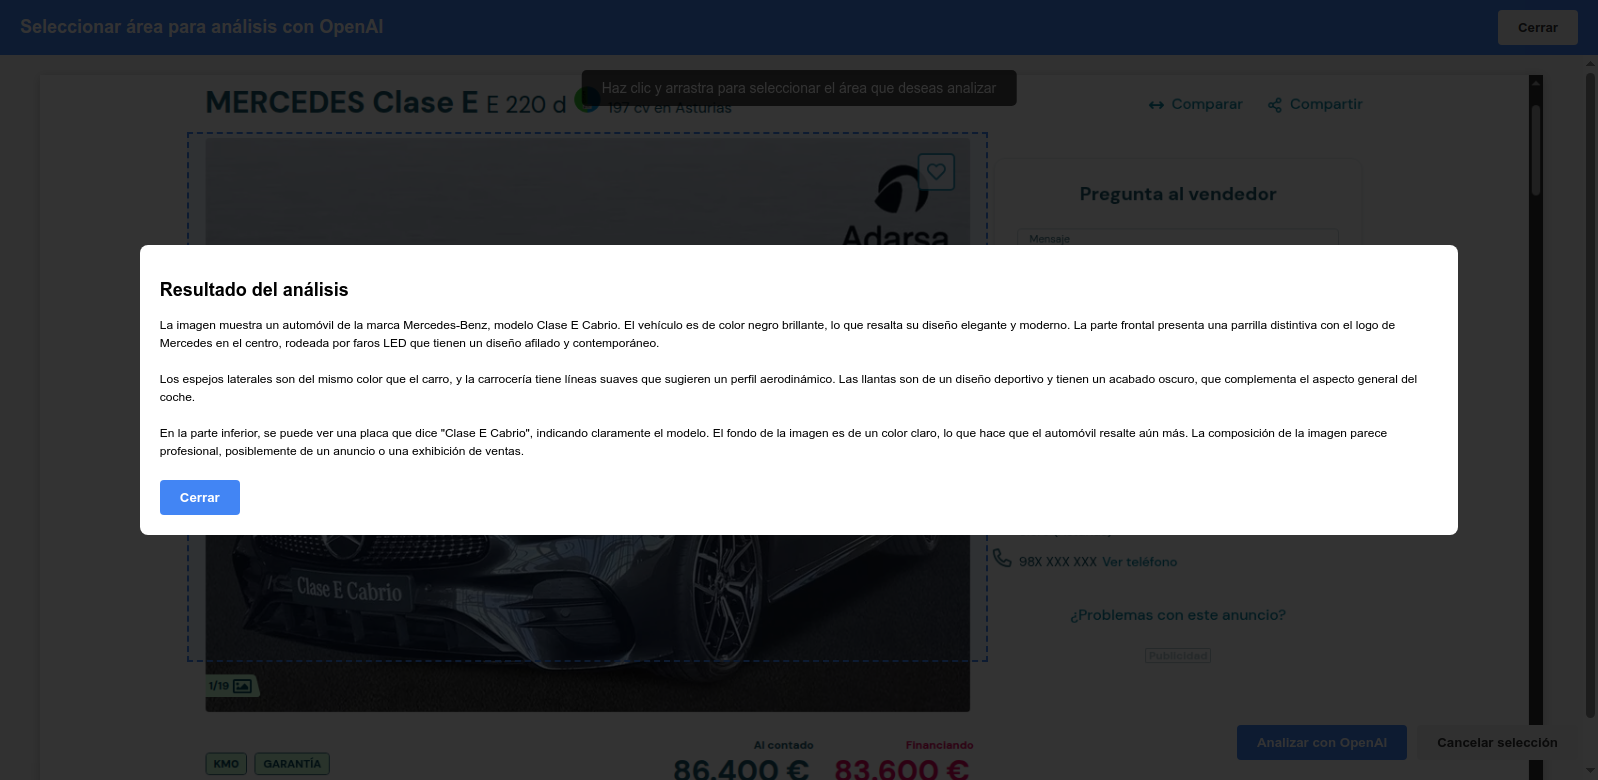 Seleccionar área para análisis con OpenAI
Cerrar
Haz clic y arrastra para seleccionar el área que deseas analizar
MERCEDES Clase E E 220 d
197 cv en Asturias
Comparar
Compartir
Adarsa
Pregunta al vendedor
Mensaje
Resultado del análisis
La imagen muestra un automóvil de la marca Mercedes-Benz, modelo Clase E Cabrio. El vehículo es de color negro brillante, lo que resalta su diseño elegante y moderno. La parte frontal presenta una parrilla distintiva con el logo de
Mercedes en el centro, rodeada por faros LED que tienen un diseño afilado y contemporáneo.
Los espejos laterales son del mismo color que el carro, y la carrocería tiene líneas suaves que sugieren un perfil aerodinámico. Las llantas son de un diseño deportivo y tienen un acabado oscuro, que complementa el aspecto general del
coche.
En la parte inferior, se puede ver una placa que dice "Clase E Cabrio", indicando claramente el modelo. El fondo de la imagen es de un color claro, lo que hace que el automóvil resalte aún más. La composición de la imagen parece
profesional, posiblemente de un anuncio o una exhibición de ventas.
Cerrar
Clase E Cabrio
98X XXX XXX Ver teléfono
¿Problemas con este anuncio?
Publicidad
1/19
Analizar con OpenAI
Cancelar selección
Al contado
Financiando
KM0
GARANTÍA
86.400 €
83.600 €